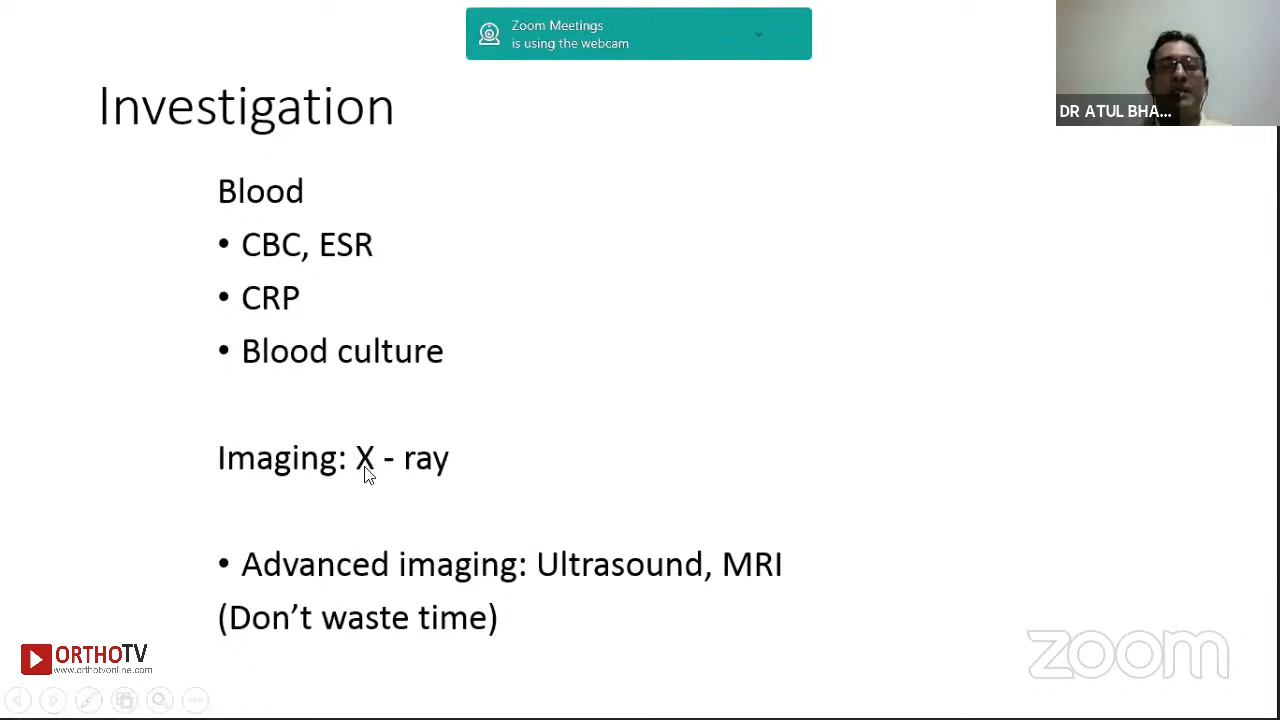 Zoom Meetings
is using the webcam
DR ATUL BHA...
Investigation
Blood
• CBC, ESR
• CRP
• Blood culture
Imaging: X - ray
• Advanced imaging: Ultrasound, MRI
(Don’t waste time)
ORTHOTV
www.orthotvonline.com
zoom